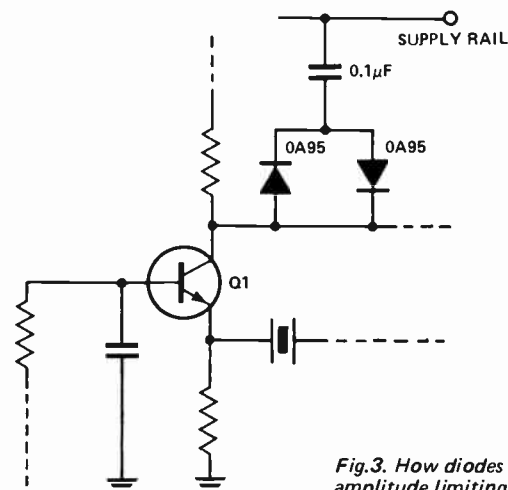 SUPPLY RAIL
0.1µF
0A95
0A95
Q1
Fig.3. How diodes
amplitude limiting